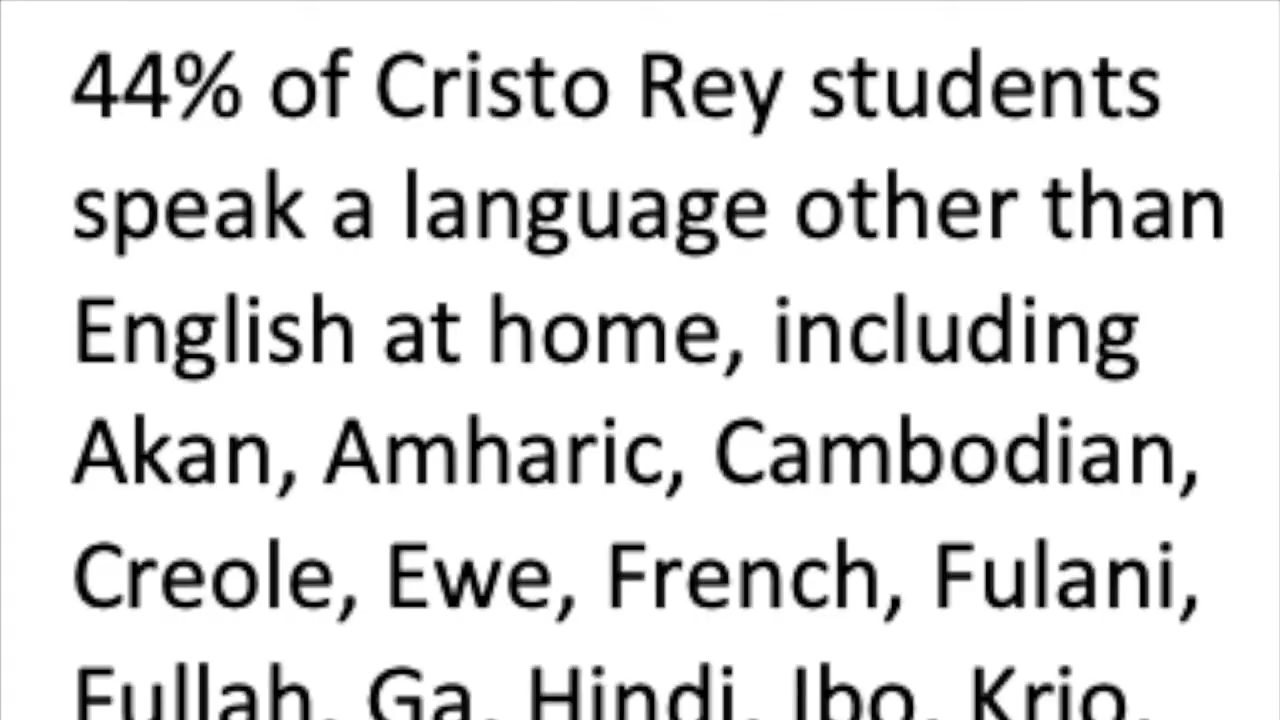 44% of Cristo Rey students
speak a language other than
English at home, including
Akan, Amharic, Cambodian,
Creole, Ewe, French, Fulani,
Fullah, Ga, Hindi, Ibo, Krio,